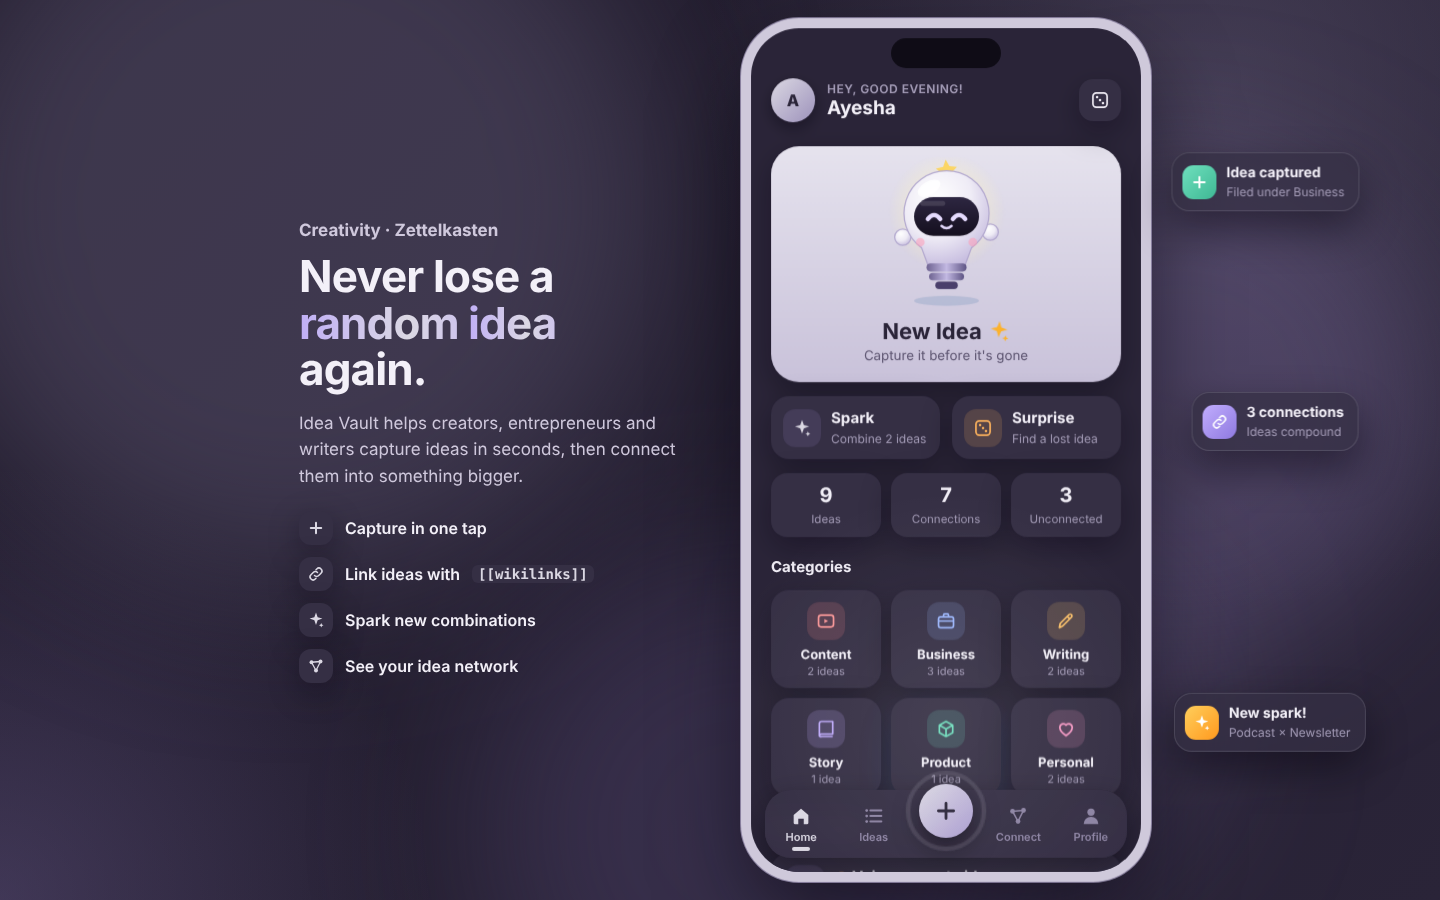 Creativity · Zettelkasten
Never lose a
random idea
again.
Idea Vault helps creators, entrepreneurs and
writers capture ideas in seconds, then connect
them into something bigger.
Capture in one tap
Link ideas with [[wikilinks]]
Spark new combinations
See your idea network
A
HEY, GOOD EVENING!
Ayesha
New Idea
Capture it before it's gone
Spark
Combine 2 ideas
Surprise
Find a lost idea
9
Ideas
7
Connections
3
Unconnected
Categories
Content
2 ideas
Business
3 ideas
Writing
2 ideas
Story
1 idea
Product
1 idea
Personal
2 ideas
Home
Ideas
Connect
Profile
Idea captured
Filed under Business
3 connections
Ideas compound
New spark!
Podcast × Newsletter